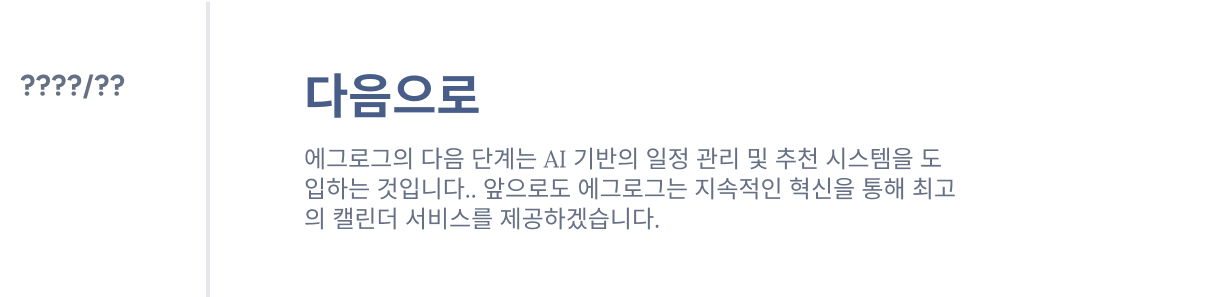 ????/??
다음으로
에그로그의 다음 단계는 AI 기반의 일정 관리 및 추천 시스템을 도
입하는 것입니다.. 앞으로도 에그로그는 지속적인 혁신을 통해 최고
의 캘린더 서비스를 제공하겠습니다.